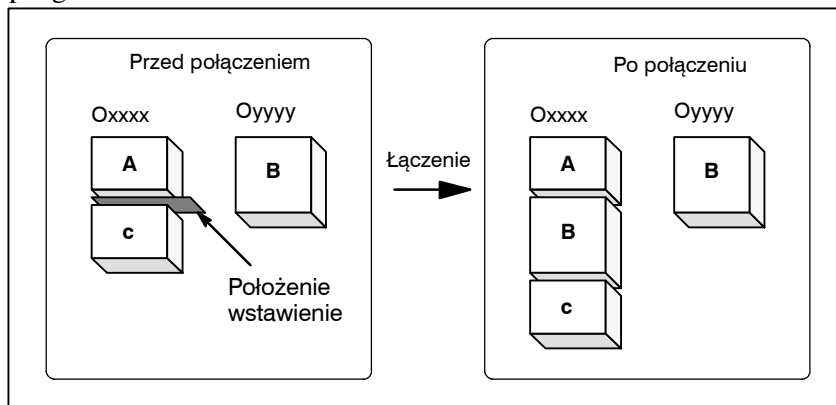 Przed połączeniem
Oxxxx
Oyyyy
A
B
c
Położenie
wstawienie
Łączenie
Po połączeniu
Oxxxx
Oyyyy
A
B
B
c